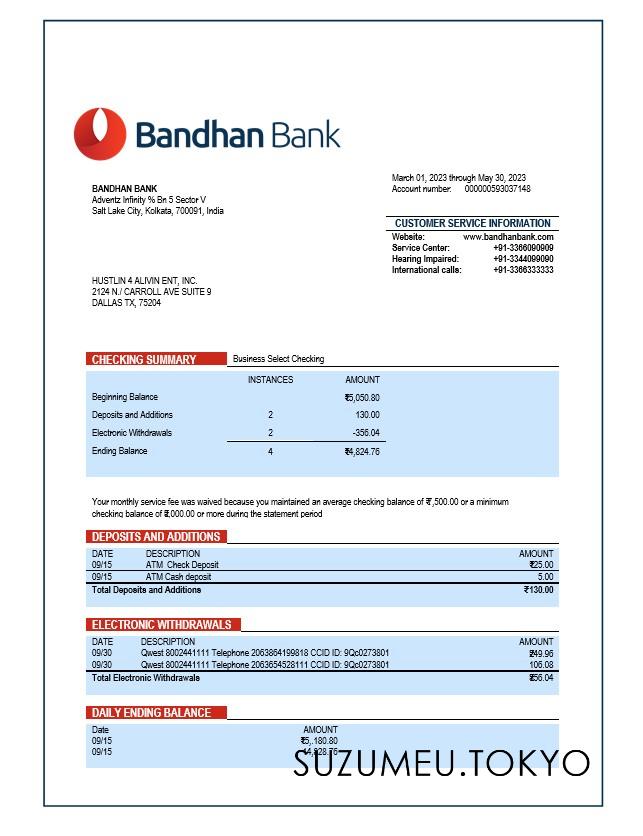 Bandhan Bank
March 01, 2023 through May 30, 2023
Account number: 000000593037148
BANDHAN BANK
Adventz Infinity % Bn 5 Sector V
Salt Lake City, Kolkata, 700091, India
CUSTOMER SERVICE INFORMATION
Website: www.bandhanbank.com
Service Center: +91-3366090909
Hearing Impaired: +91-3344099090
International calls: +91-3366333333
HUSTLIN 4 ALIVIN ENT, INC.
2124 N./ CARROLL AVE SUITE 9
DALLAS TX, 75204
CHECKING SUMMARY Business Select Checking
INSTANCES AMOUNT
Beginning Balance ₹5,050.80
Deposits and Additions 2 130.00
Electronic Withdrawals 2 -356.04
Ending Balance 4 ₹4,824.76
Your monthly service fee was waived because you maintained an average checking balance of ₹7,500.00 or a minimum
checking balance of ₹2,000.00 or more during the statement period
DEPOSITS AND ADDITIONS
DATE DESCRIPTION AMOUNT
09/15 ATM Check Deposit ₹25.00
09/15 ATM Cash deposit 5.00
Total Deposits and Additions ₹130.00
ELECTRONIC WITHDRAWALS
DATE DESCRIPTION AMOUNT
09/30 Qwest 8002441111 Telephone 2063864199818 CCID ID: 9Qc0273801 ₹249.96
09/30 Qwest 8002441111 Telephone 2063654528111 CCID ID: 9Qc0273801 106.08
Total Electronic Withdrawals ₹356.04
DAILY ENDING BALANCE
Date AMOUNT
09/15 ₹5,.180.80
09/15
SUZUMEU.TOKYO